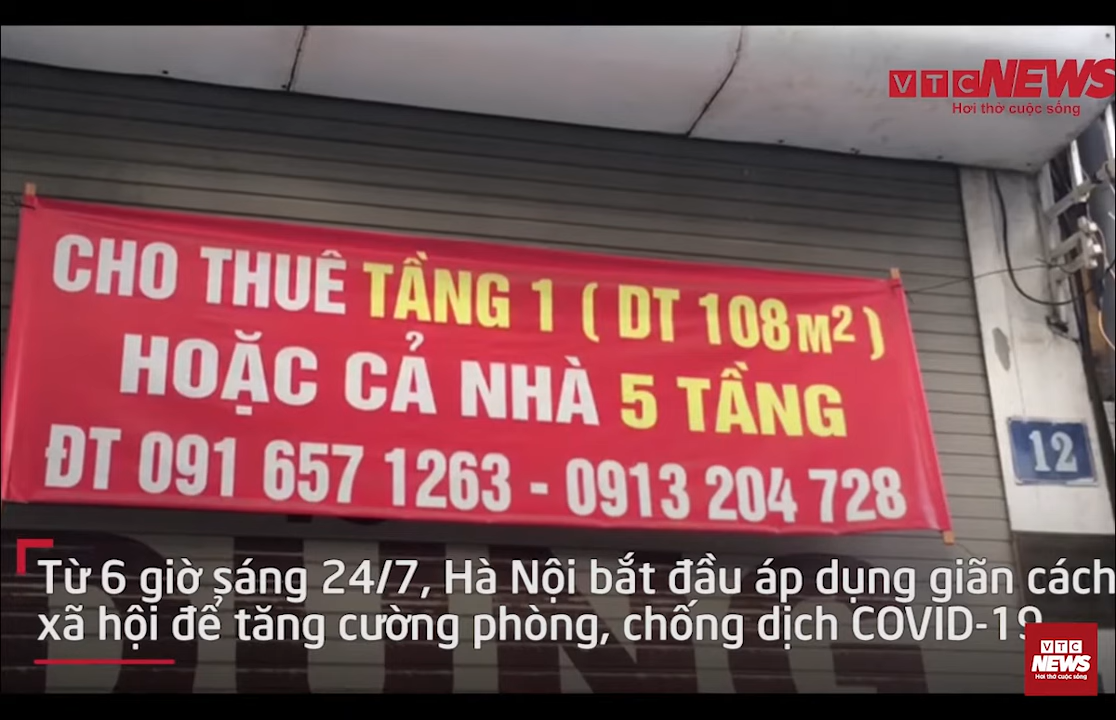 VTC NEWS
Hơi thở cuộc sống
CHO THUÊ TẦNG 1 ( DT 108 M2 )
HOẶC CẢ NHÀ 5 TẦNG
ĐT 091 657 1263 - 0913 204 728
12
Từ 6 giờ sáng 24/7, Hà Nội bắt đầu áp dụng giãn cách
xã hội để tăng cường phòng, chống dịch COVID-19
VTC
NEWS
Hơi thở cuộc sống